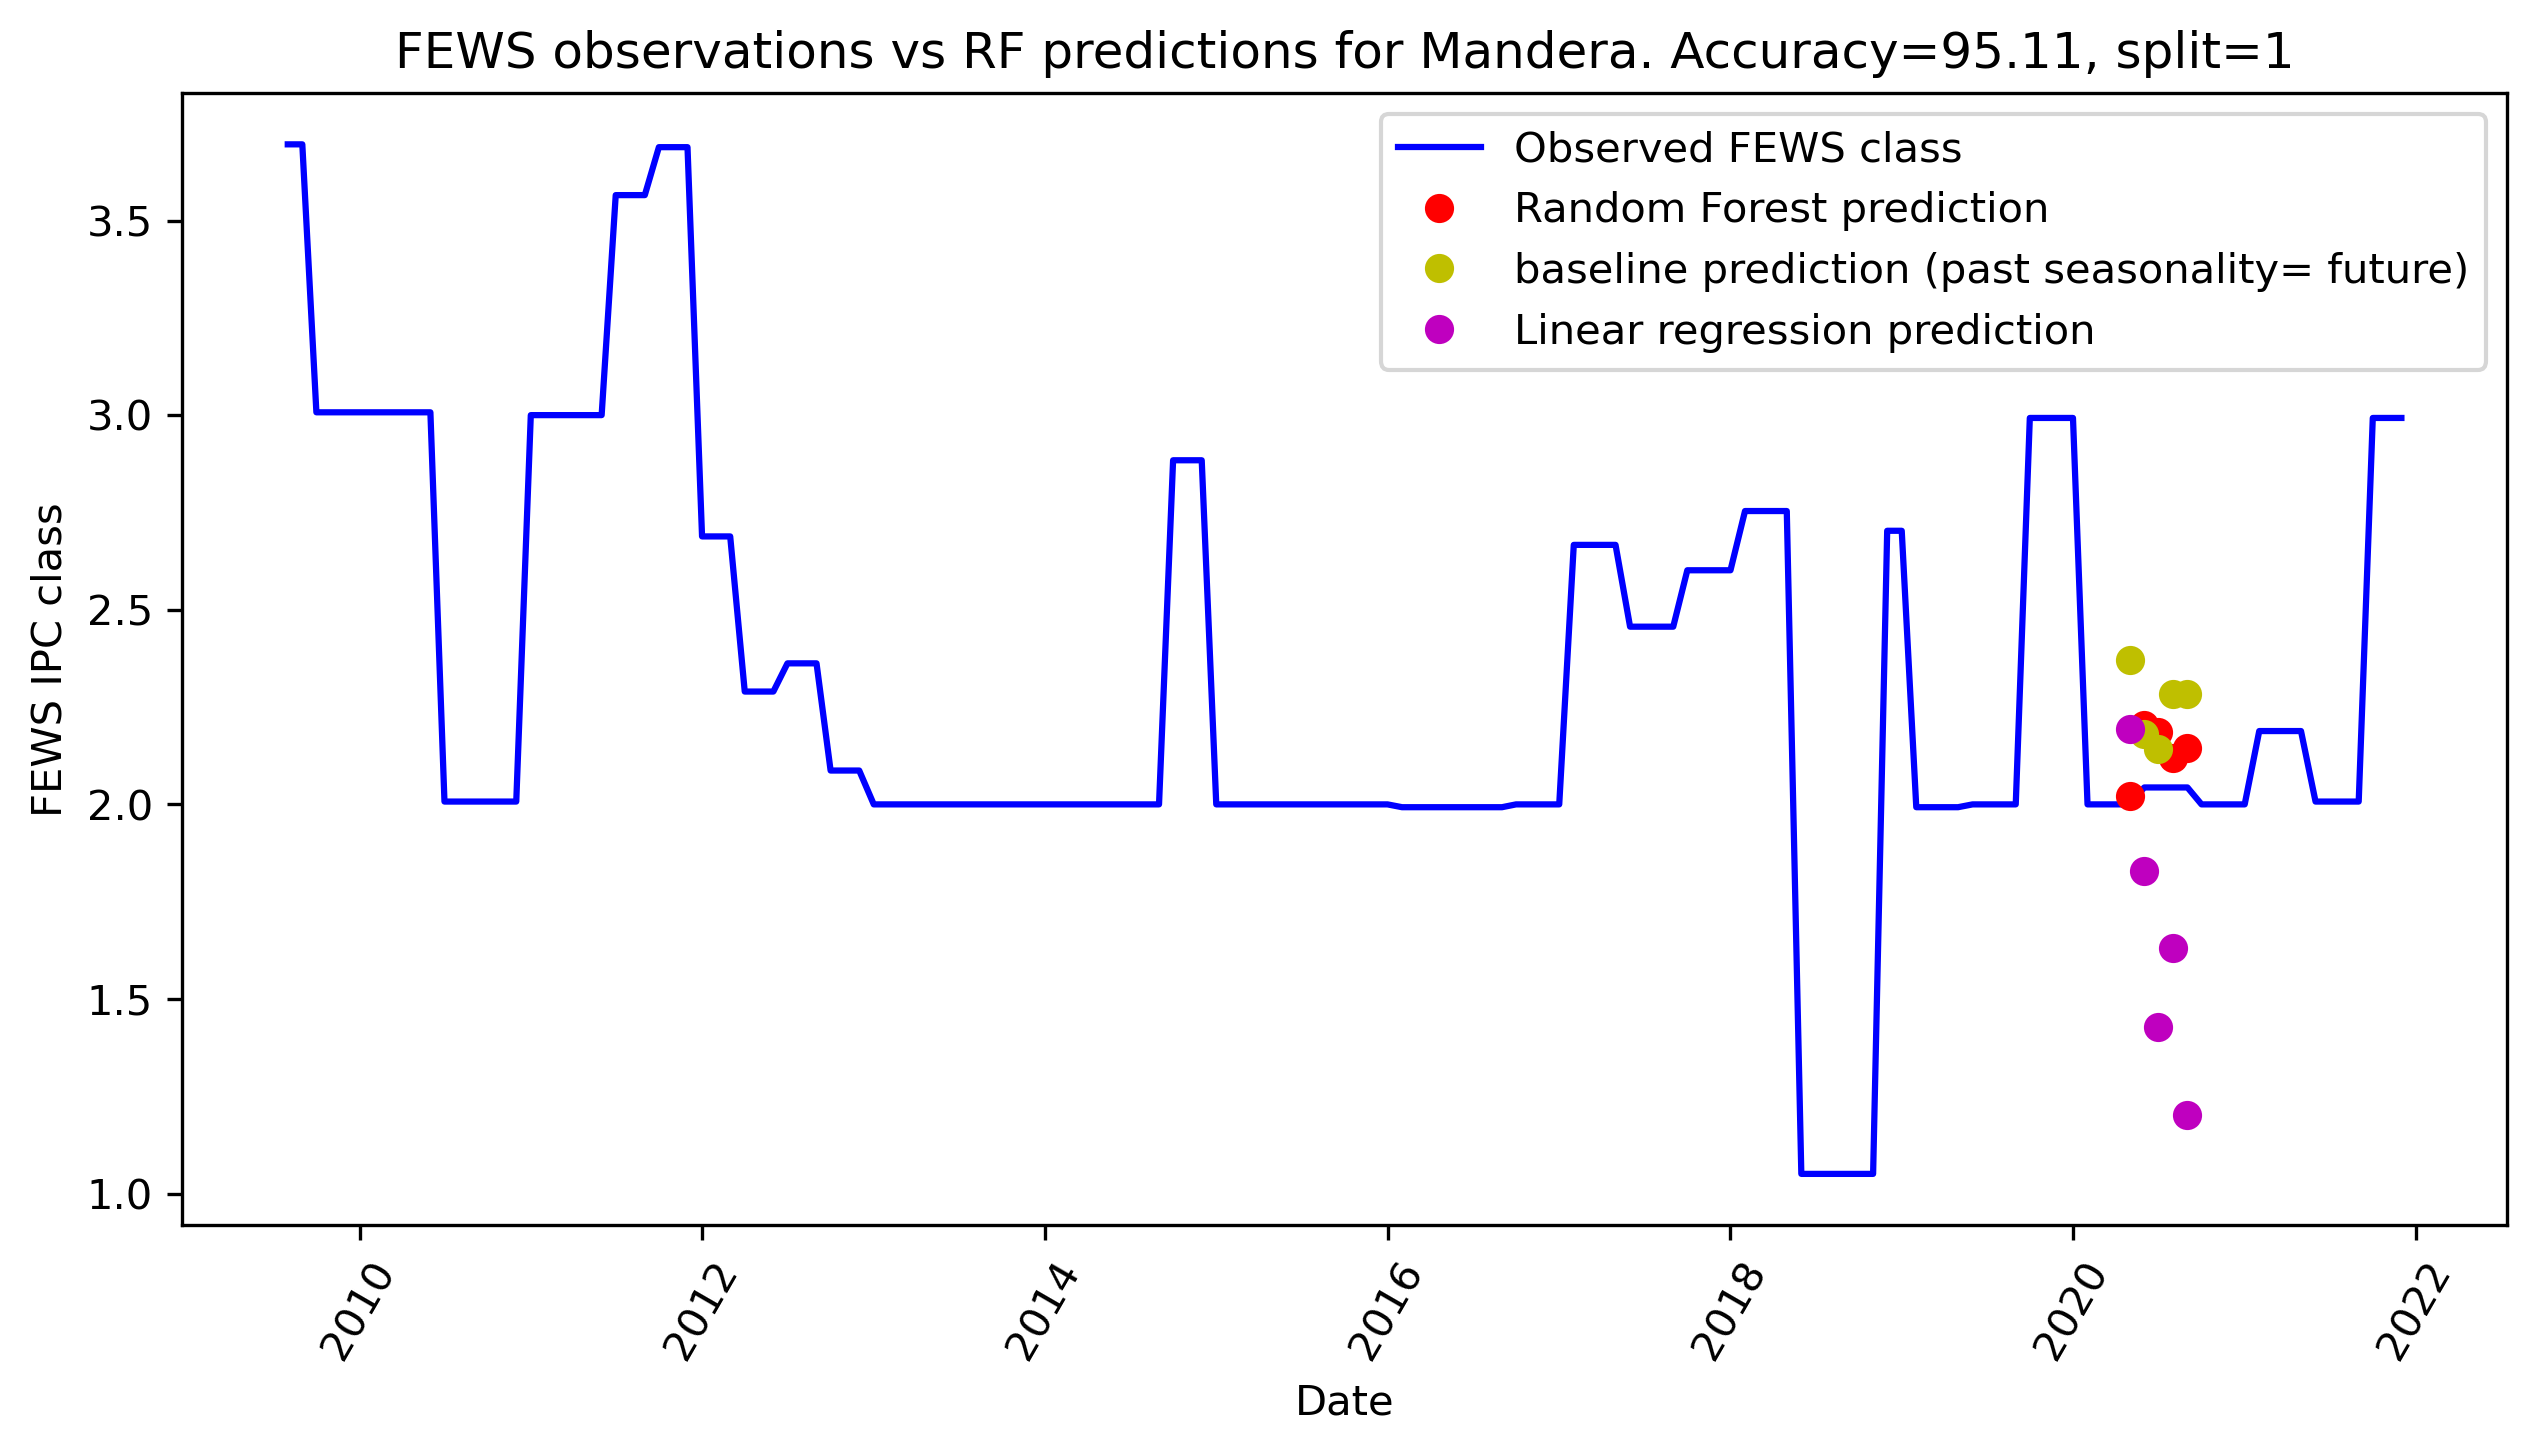 FEWS observations vs RF predictions for Mandera. Accuracy=95.11, split=1
Observed FEWS class
Random Forest prediction
baseline prediction (past seasonality= future)
Linear regression prediction
FEWS IPC class
3.5
3.0
2.5
2.0
1.5
1.0
2010
2012
2014
2016
2018
2020
2022
Date